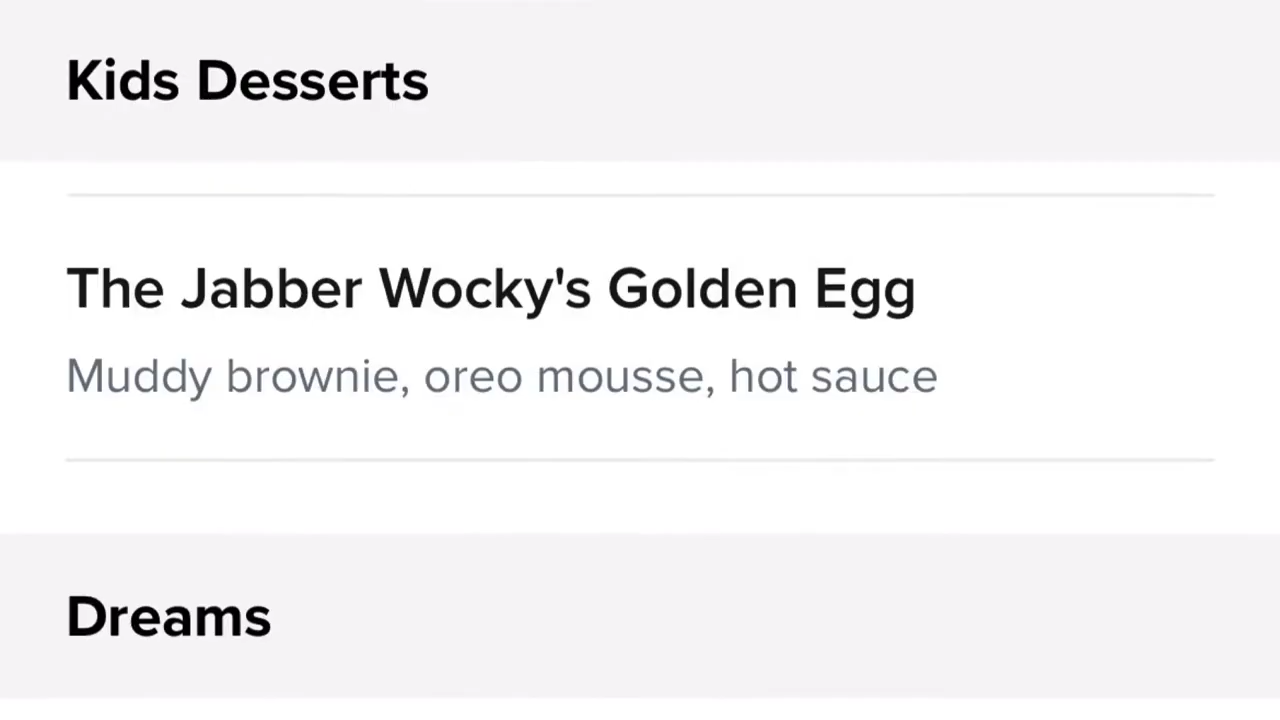 Kids Desserts
The Jabber Wocky's Golden Egg
Muddy brownie, oreo mousse, hot sauce
Dreams